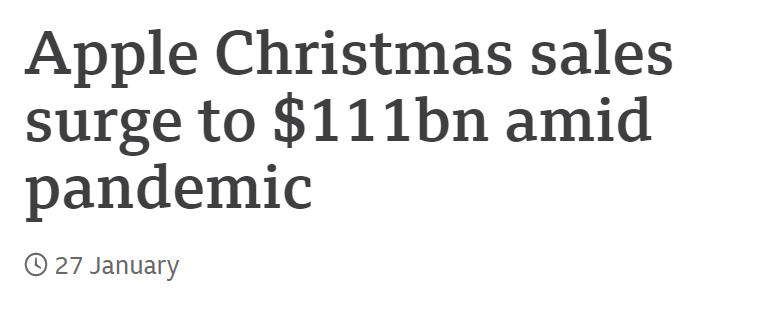 Apple Christmas sales
surge to $111bn amid
pandemic
27 January